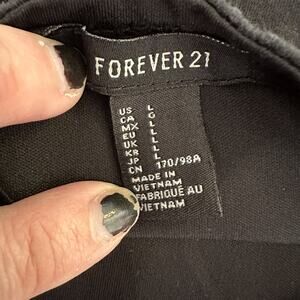 FOREVER 21
US L
CA G
MX L
EU L
UK L
KR L
JP L
CN 170/98A
MADE IN
VIETNAM
FABRIQUÉ AU
VIETNAM